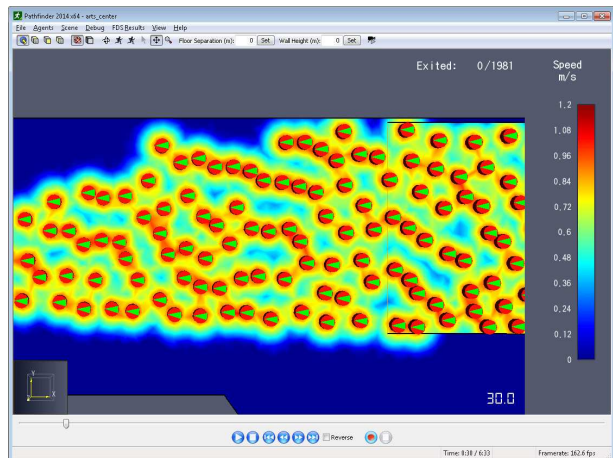 Pathfinder 2014 x64 - arts_center
File Agents Scene Debug FDS Results View Help
Floor Separation (m): 0 Set Wall Height (m): 0 Set
Exited: 0/1981
Speed
m/s
1.2
1.08
0.96
0.84
0.72
0.6
0.48
0.36
0.24
0.12
0
Y
X
30.0
Reverse
Time: 0:30 / 6:33 Framerate: 162.6 fps